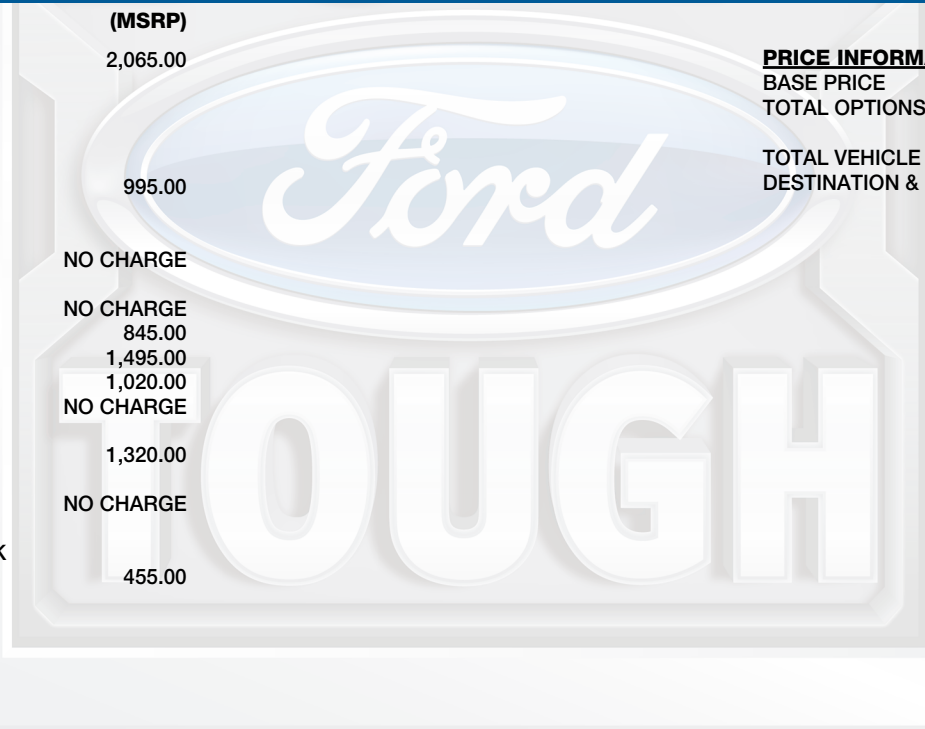 (MSRP)
2,065.00
995.00
NO CHARGE
NO CHARGE
845.00
1,495.00
1,020.00
NO CHARGE
1,320.00
NO CHARGE
K
455.00
PRICE INFORM
BASE PRICE
TOTAL OPTIONS
TOTAL VEHICLE
DESTINATION &
Ford
TOUGH